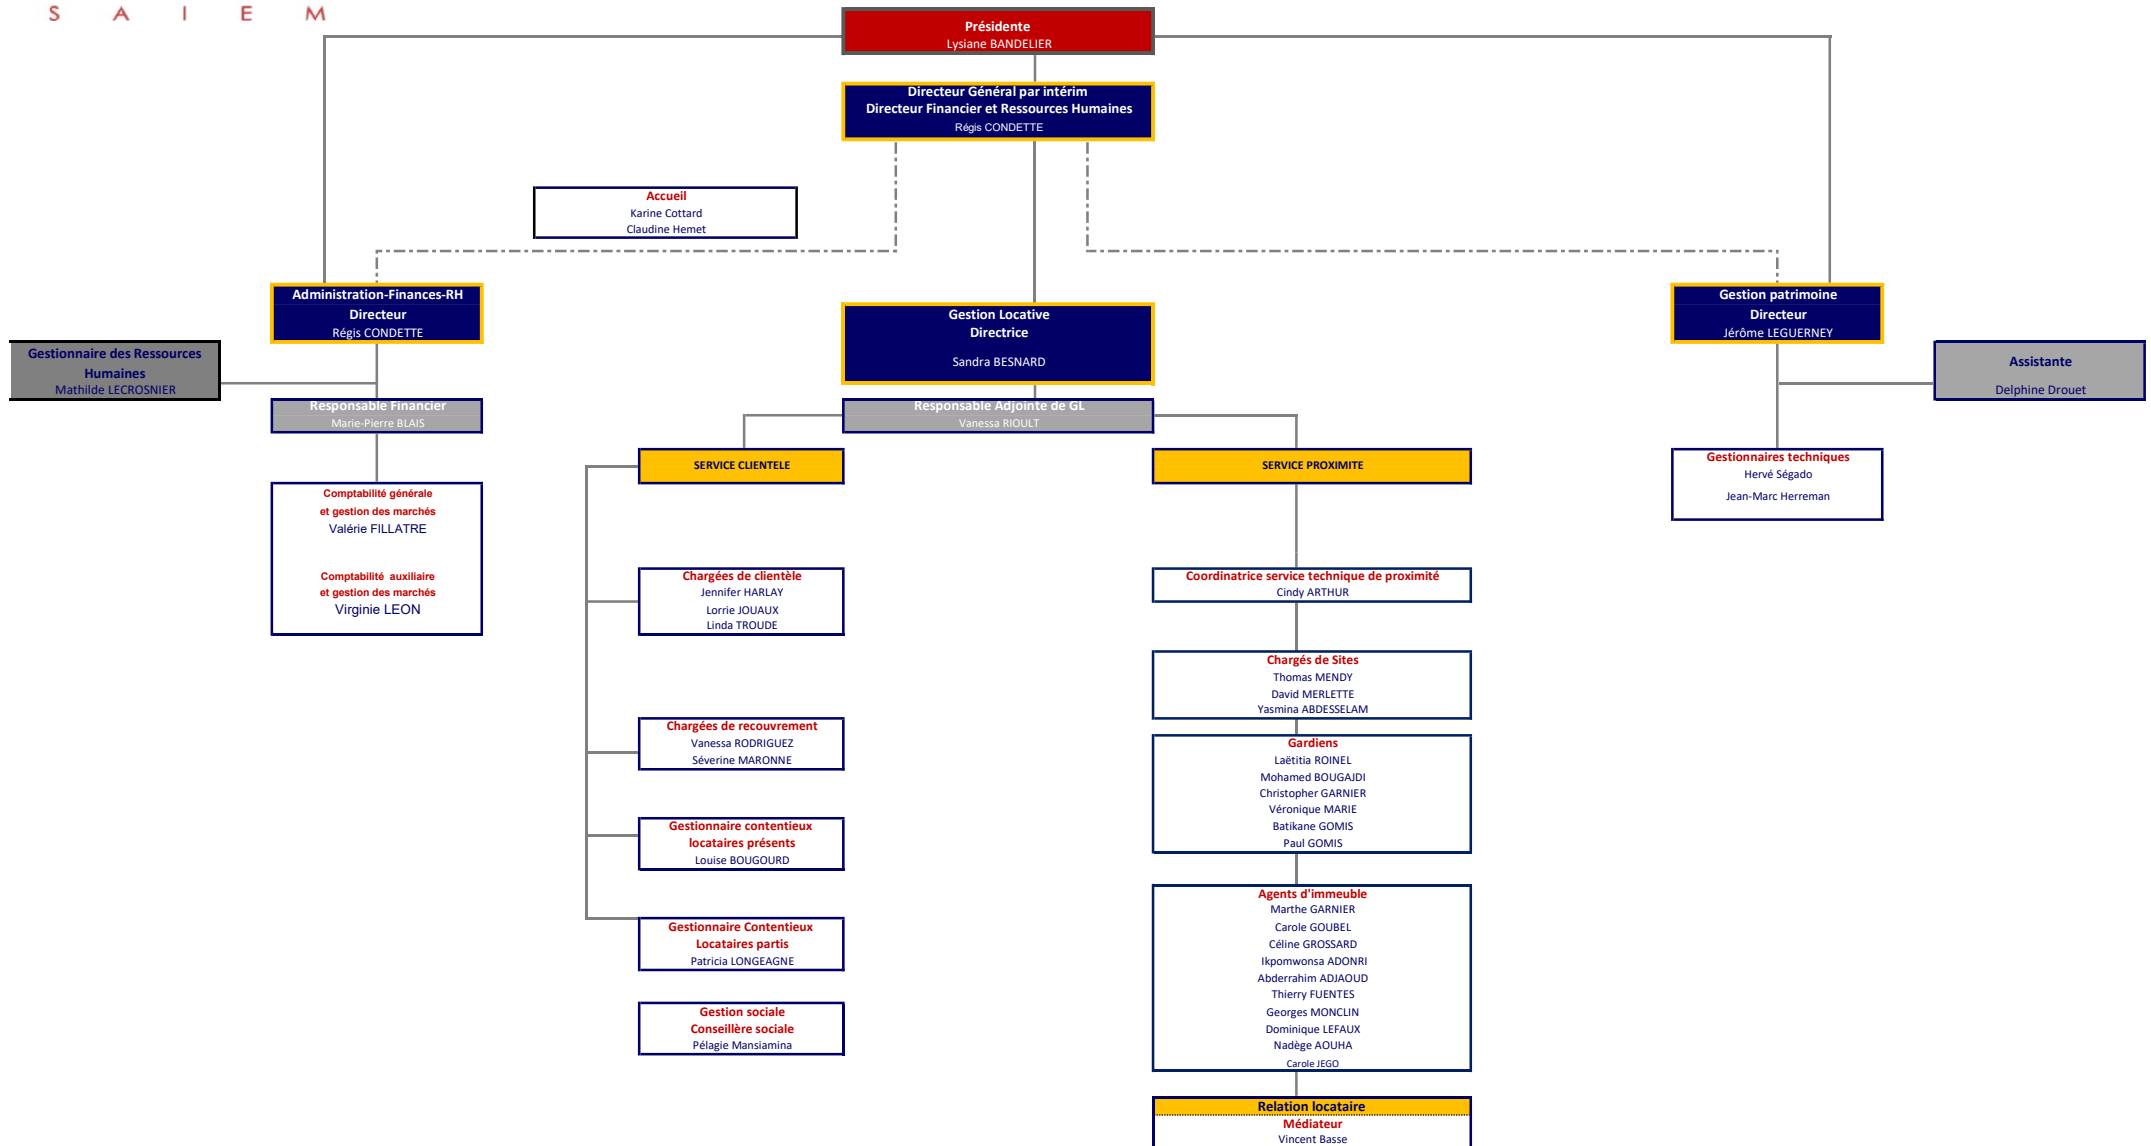 S A I E M
Présidente
Lysiane BANDELIER
Directeur Général par intérim
Directeur Financier et Ressources Humaines
Régis CONDETTE
Accueil
Karine Cottard
Claudine Hemet
Administration-Finances-RH
Directeur
Régis CONDETTE
Gestion Locative
Directrice
Sandra BESNARD
Gestion patrimoine
Directeur
Jérôme LEGUERNEY
Gestionnaire des Ressources
Humaines
Mathilde LECROSNIER
Assistante
Delphine Drouet
Responsable Financier
Marie-Pierre BLAIS
Responsable Adjointe de GL
Vanessa RIOULT
SERVICE CLIENTELE
SERVICE PROXIMITE
Gestionnaires techniques
Hervé Ségado
Jean-Marc Herreman
Comptabilité générale
et gestion des marchés
Valérie FILLATRE
Comptabilité auxiliaire
et gestion des marchés
Virginie LEON
Chargées de clientèle
Jennifer HARLAY
Lorrie JOUAUX
Linda TROUDE
Chargées de recouvrement
Vanessa RODRIGUEZ
Séverine MARONNE
Gestionnaire contentieux
locataires présents
Louise BOUGOURD
Gestionnaire Contentieux
Locataires partis
Patricia LONGEAGNE
Gestion sociale
Conseillère sociale
Pélagie Mansiamina
Coordinatrice service technique de proximité
Cindy ARTHUR
Chargés de Sites
Thomas MENDY
David MERLETTE
Yasmina ABDESSELAM
Gardiens
Laëtitia ROINEL
Mohamed BOUGAJDI
Christopher GARNIER
Véronique MARIE
Batikane GOMIS
Paul GOMIS
Agents d'immeuble
Marthe GARNIER
Carole GOUBEL
Céline GROSSARD
Ikpomwonsa ADONRI
Abderrahim ADJAOUD
Thierry FUENTES
Georges MONCLIN
Dominique LEFAUX
Nadège AOUHA
Carole JEGO
Relation locataire
Médiateur
Vincent Basse